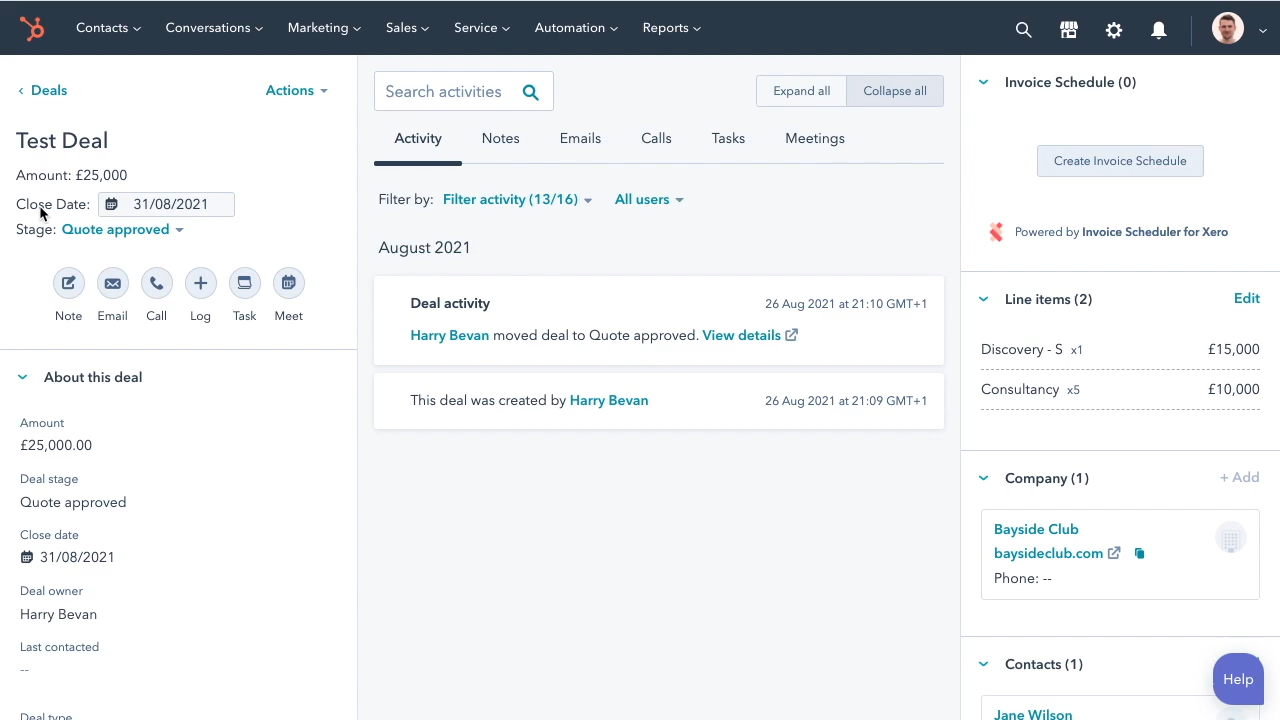 Contacts Conversations Marketing Sales Service Automation Reports
Deals
Actions
Test Deal
Amount: £25,000
Close Date: 31/08/2021
Stage: Quote approved
Note Email Call Log Task Meet
About this deal
Amount
£25,000.00
Deal stage
Quote approved
Close date
31/08/2021
Deal owner
Harry Bevan
Last contacted
--
Deal type
Search activities
Expand all Collapse all
Activity Notes Emails Calls Tasks Meetings
Filter by: Filter activity (13/16) All users
August 2021
Deal activity 26 Aug 2021 at 21:10 GMT+1
Harry Bevan moved deal to Quote approved. View details
This deal was created by Harry Bevan 26 Aug 2021 at 21:09 GMT+1
Invoice Schedule (0)
Create Invoice Schedule
Powered by Invoice Scheduler for Xero
Line items (2) Edit
Discovery - S x1 £15,000
Consultancy x5 £10,000
Company (1) + Add
Bayside Club
baysideclub.com
Phone: --
Contacts (1)
Help
Jane Wilson